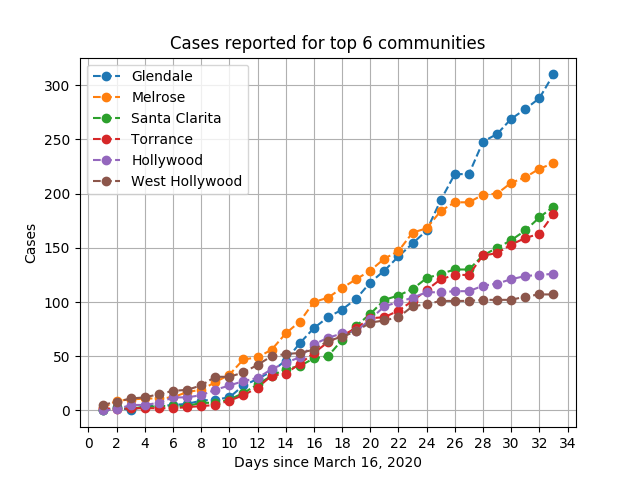 Cases reported for top 6 communities
Glendale
Melrose
Santa Clarita
Torrance
Hollywood
West Hollywood
300
250
200
150
100
50
0
Cases
0 2 4 6 8 10 12 14 16 18 20 22 24 26 28 30 32 34
Days since March 16, 2020